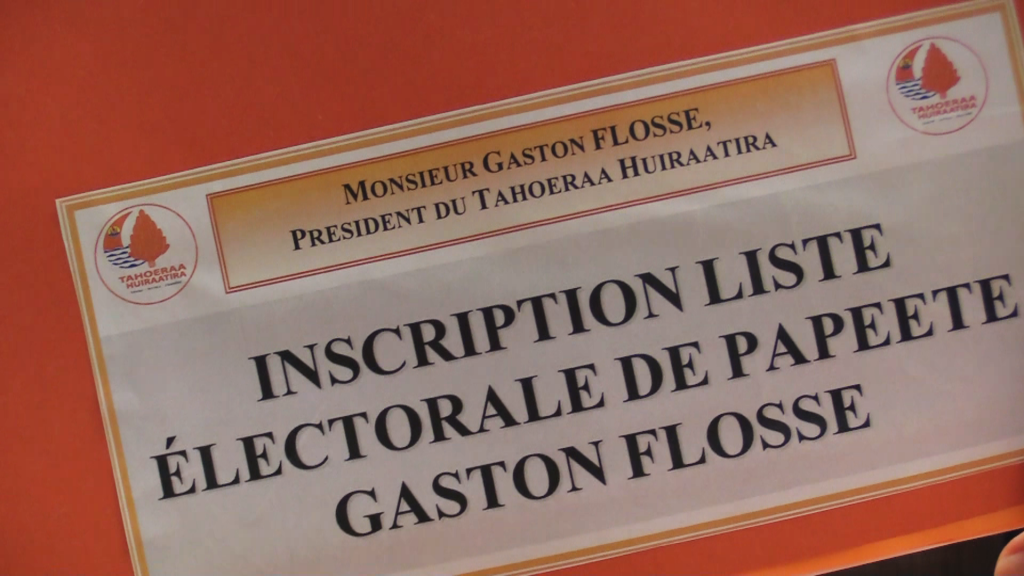 MONSIEUR GASTON FLOSSE,
PRESIDENT DU TAHOERAA HUIRAATIRA
TAHOERAA
HUIRAATIRA
TAHOERAA
HUIRAATIRA
INSCRIPTION LISTE
ÉLECTORALE DE PAPEETE
GASTON FLOSSE